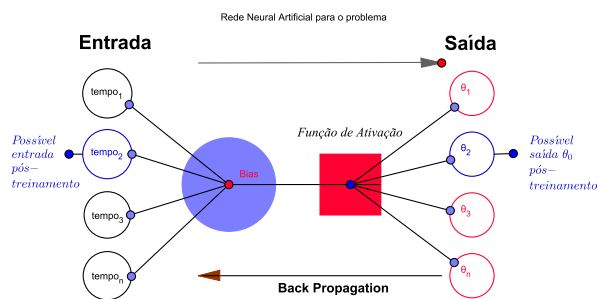 Rede Neural Artificial para o problema
Entrada
Saída
tempo1
θ1
Função de Ativação
Possível
entrada
pós-
treinamento
tempo2
θ2
Possível
saída θ0
pós-
treinamento
Bias
tempo3
θ3
tempon
θn
Back Propagation